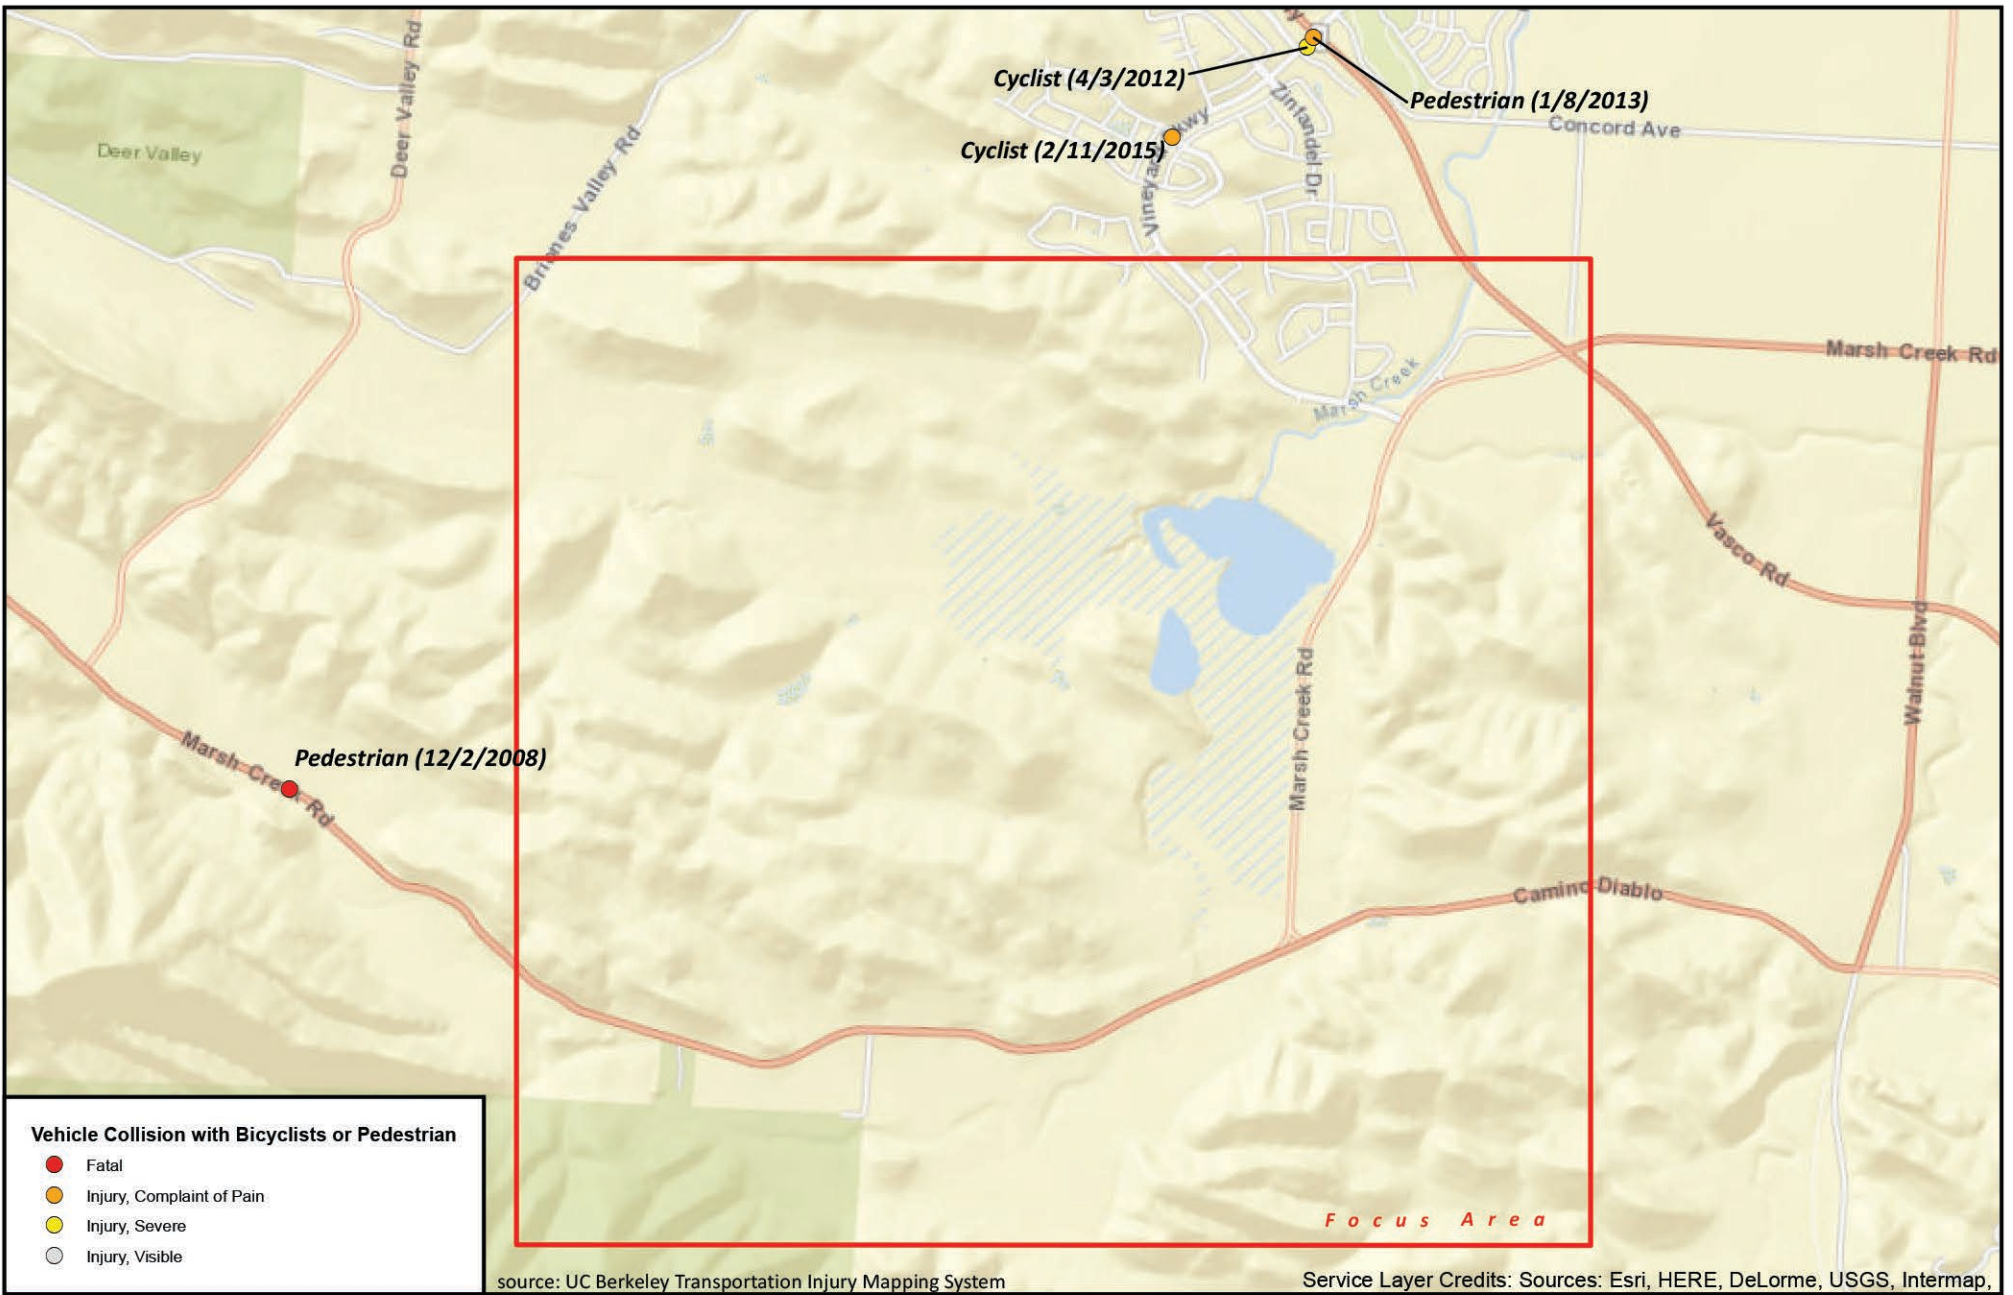 Deer Valley Rd
Cyclist (4/3/2012)
Pedestrian (1/8/2013)
Concord Ave
Zinfandel Dr
Deer Valley
Cyclist (2/11/2015)
Briones Valley Rd
Marsh Creek Rd
Marsh Creek
Vasco Rd
Walnut Blvd
Marsh Creek Rd
Pedestrian (12/2/2008)
Marsh Creek Rd
Camino Diablo
Vehicle Collision with Bicyclists or Pedestrian
Fatal
Injury, Complaint of Pain
Injury, Severe
Injury, Visible
Focus Area
source: UC Berkeley Transportation Injury Mapping System
Service Layer Credits: Sources: Esri, HERE, DeLorme, USGS, Intermap,